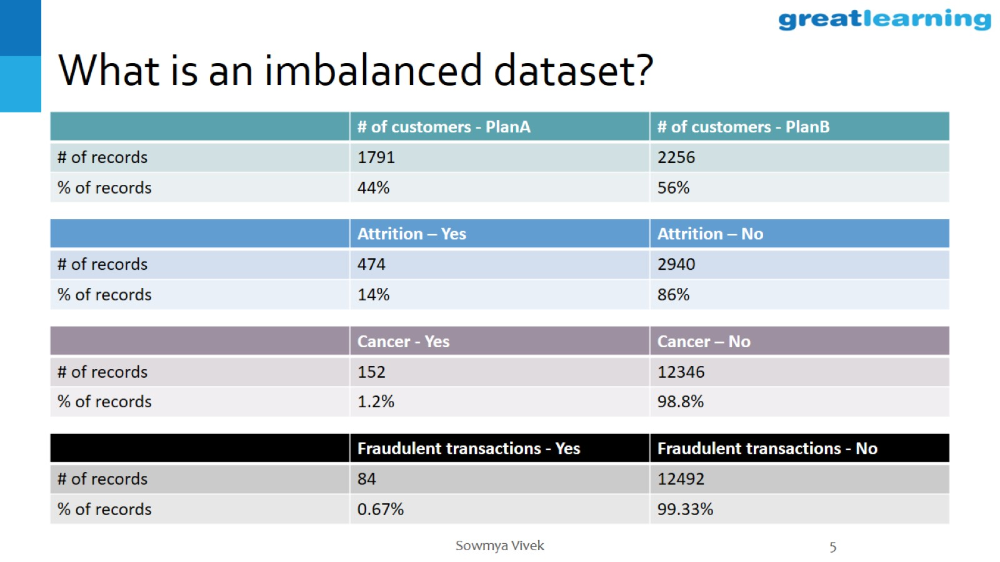 greatlearning
What is an imbalanced dataset?
# of customers - PlanA # of customers - PlanB
# of records 1791 2256
% of records 44% 56%
Attrition – Yes Attrition – No
# of records 474 2940
% of records 14% 86%
Cancer - Yes Cancer – No
# of records 152 12346
% of records 1.2% 98.8%
Fraudulent transactions - Yes Fraudulent transactions - No
# of records 84 12492
% of records 0.67% 99.33%
Sowmya Vivek 5